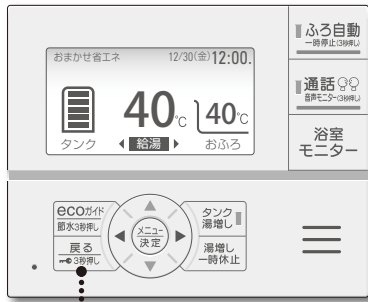 おまかせ省エネ 12/30(金)12:00.
タンク
40℃
給湯
40℃
おふろ
ふろ自動
一時停止(3秒押し)
通話
音声モニター(3秒押し)
浴室
モニター
ecoガイド
節水3秒押し
戻る
3秒押し
メニュー
決定
タンク
湯増し
湯増し
一時休止